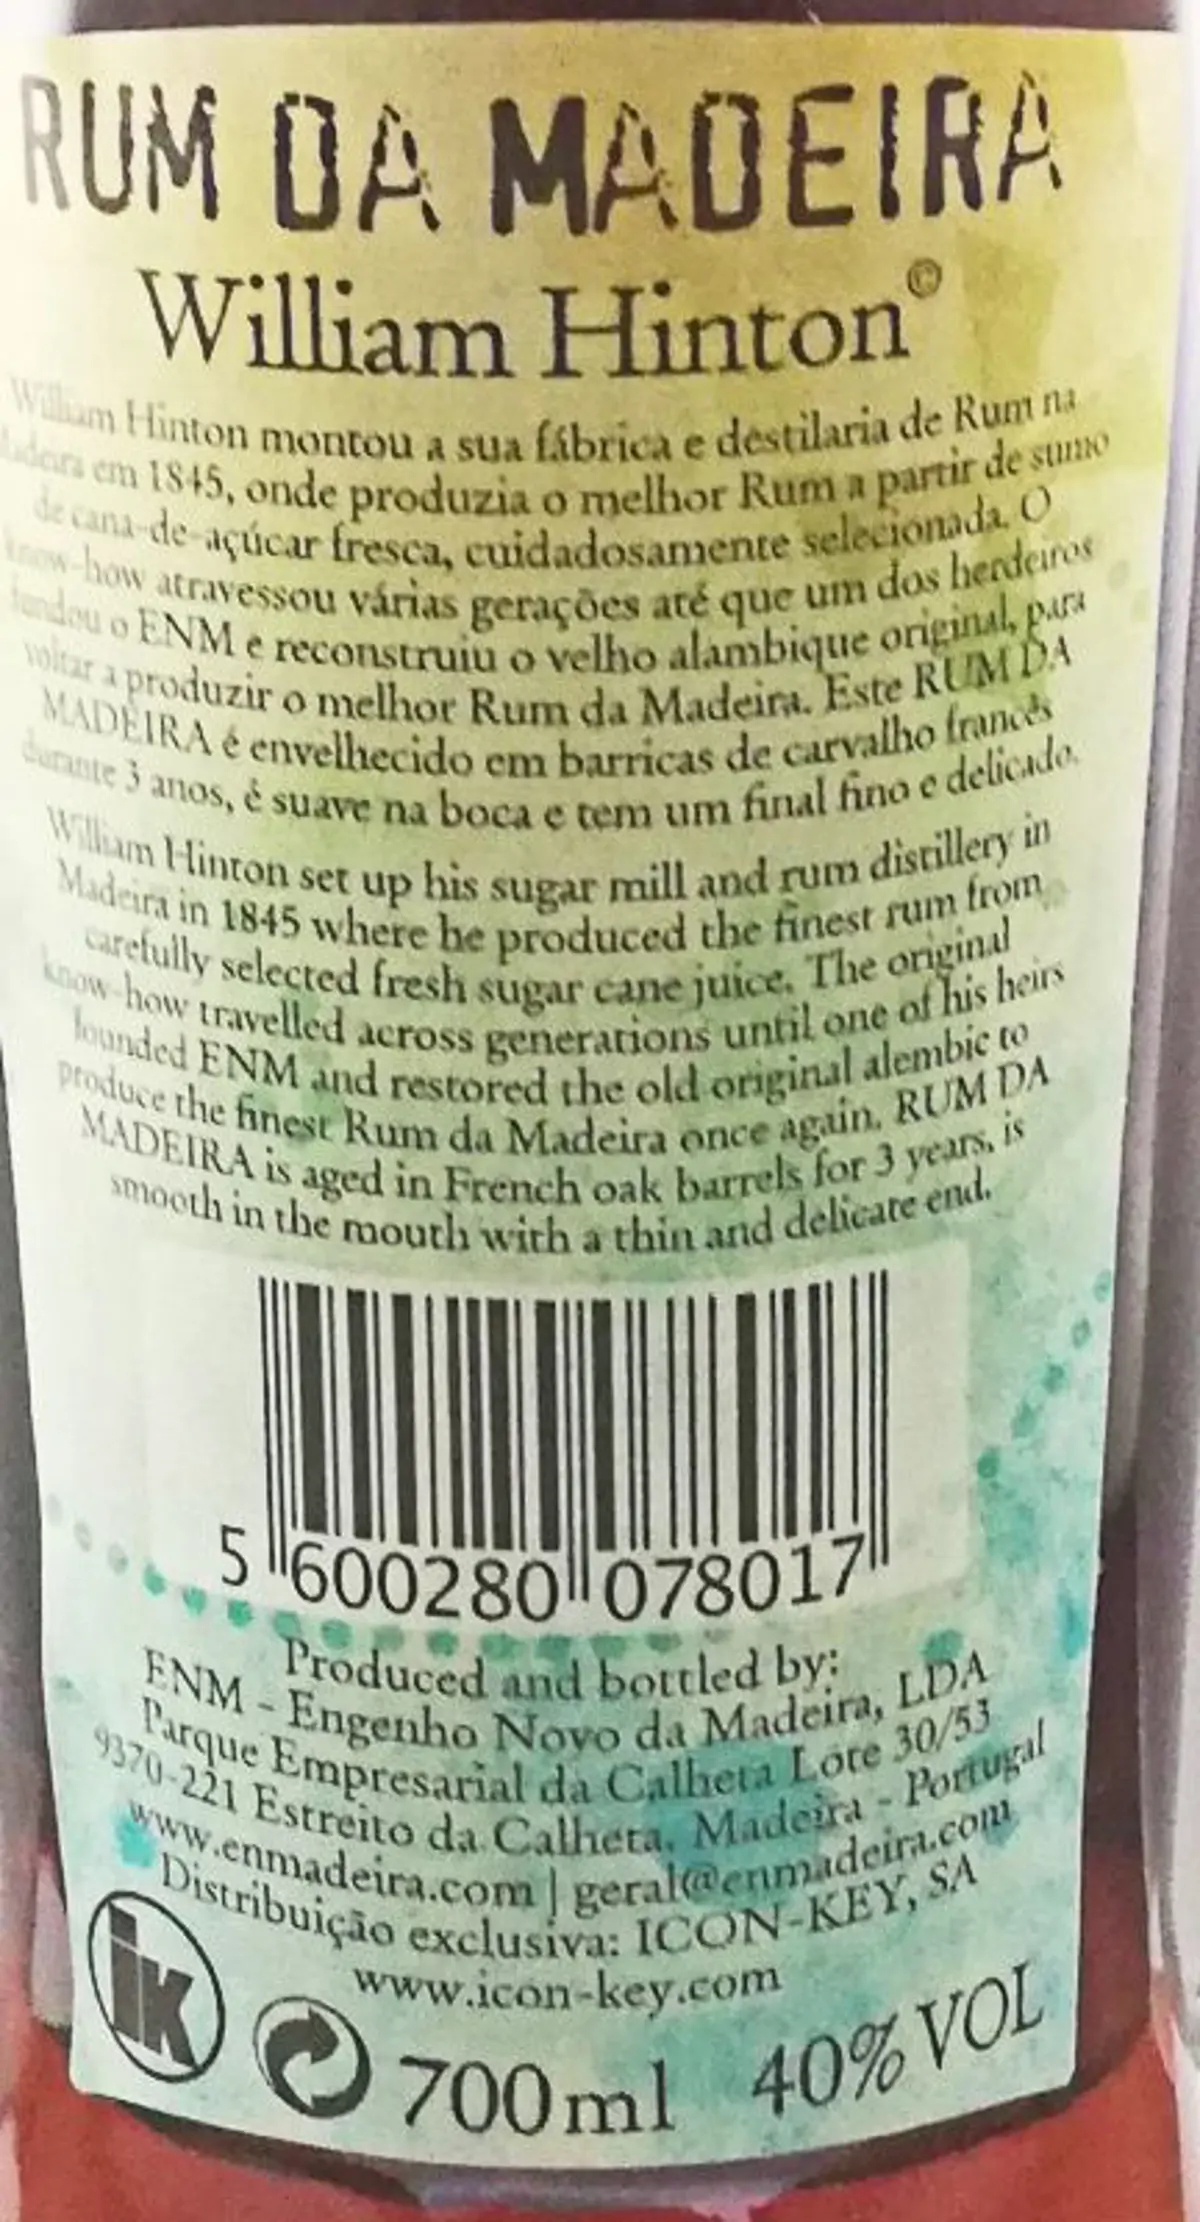 RUM DA MADEIRA
William Hinton©
William Hinton montou a sua fábrica e destilaria de Rum na
Madeira em 1845, onde produzia o melhor Rum a partir de sumo
de cana-de-açúcar fresca, cuidadosamente selecionada. O
know-how atravessou várias gerações até que um dos herdeiros
fundou o ENM e reconstruiu o velho alambique original, para
voltar a produzir o melhor Rum da Madeira. Este RUM DA
MADEIRA é envelhecido em barricas de carvalho francês
durante 3 anos, é suave na boca e tem um final fino e delicado.
William Hinton set up his sugar mill and rum distillery in
Madeira in 1845 where he produced the finest rum from
carefully selected fresh sugar cane juice. The original
know-how travelled across generations until one of his heirs
founded ENM and restored the old original alembic to
produce the finest Rum da Madeira once again. RUM DA
MADEIRA is aged in French oak barrels for 3 years, is
smooth in the mouth with a thin and delicate end.
5 600280 078017
Produced and bottled by:
ENM - Engenho Novo da Madeira, LDA
Parque Empresarial da Calheta Lote 30/53
9370-221 Estreito da Calheta, Madeira - Portugal
www.enmadeira.com | geral@enmadeira.com
Distribuição exclusiva: ICON-KEY, SA
www.icon-key.com
ik
700ml 40% VOL